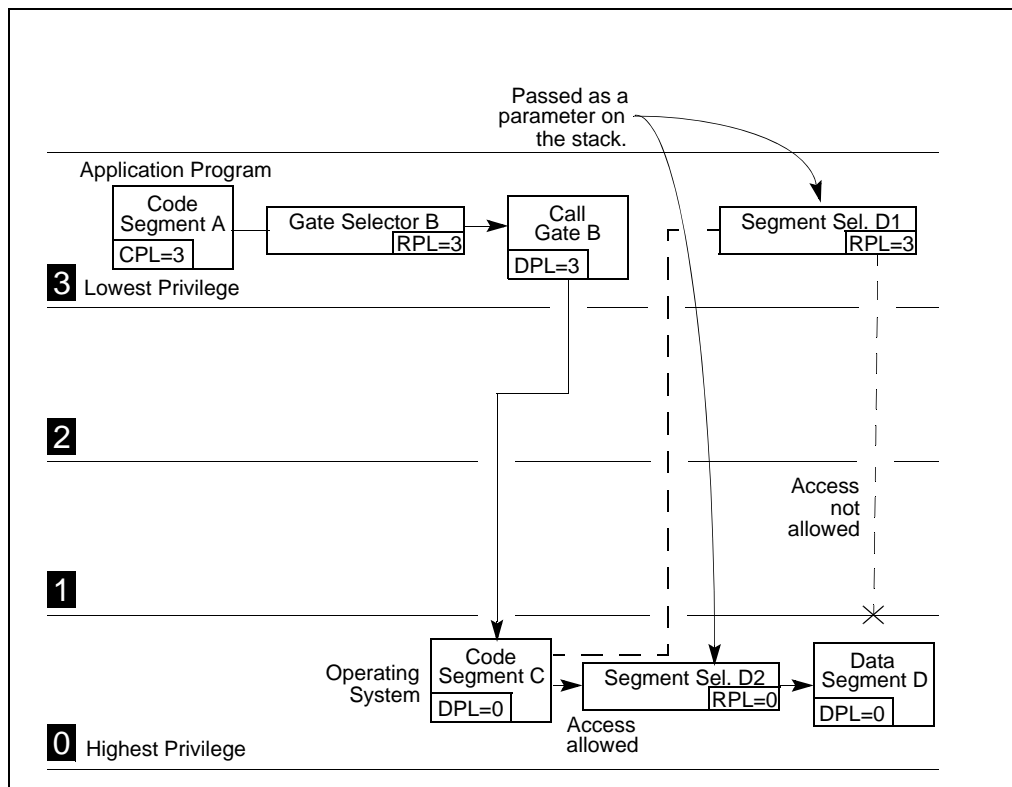 Passed as a
parameter on
the stack.
Application Program
Code
Segment A
CPL=3
Gate Selector B
RPL=3
Call
Gate B
DPL=3
Segment Sel. D1
RPL=3
3 Lowest Privilege
2
Access
not
allowed
1
Operating
System
Code
Segment C
DPL=0
Segment Sel. D2
RPL=0
Access
allowed
Data
Segment D
DPL=0
0 Highest Privilege